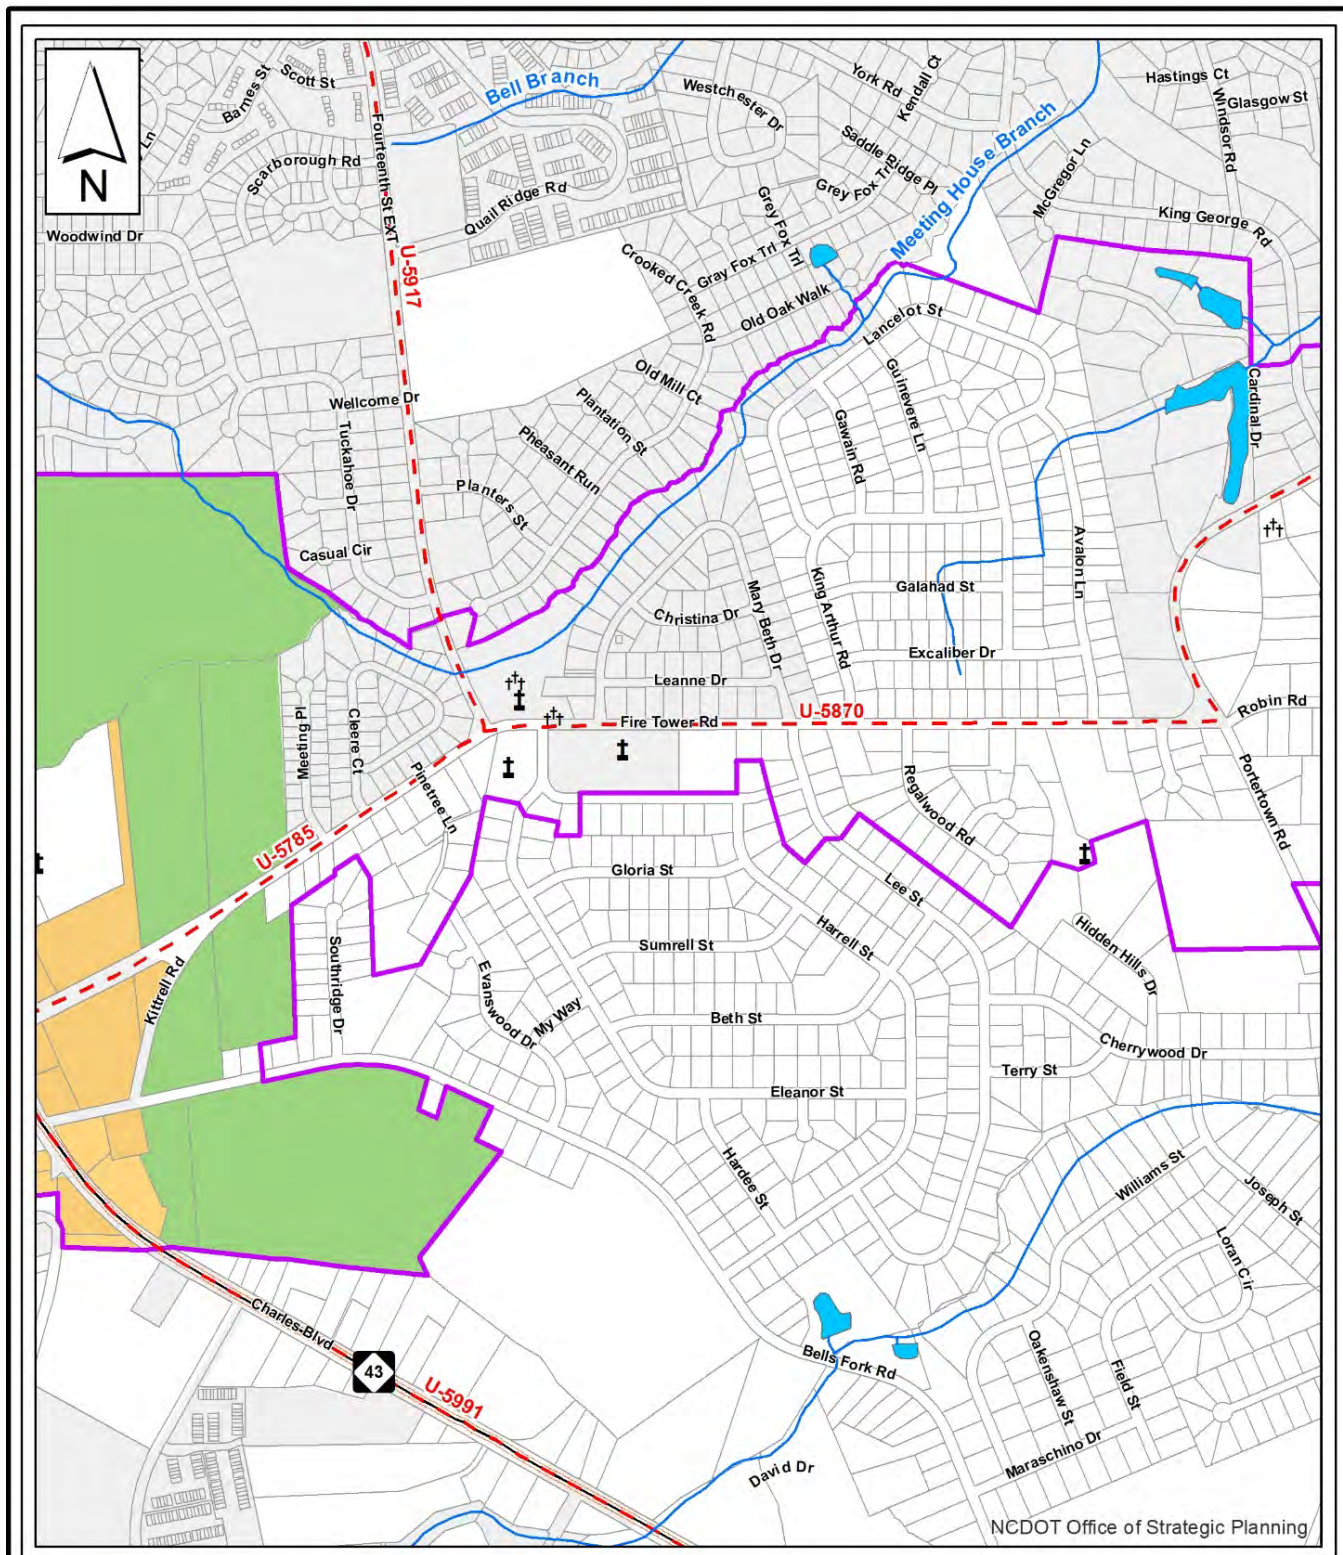 N
Scott St
Barnes St
Ln
Scarborough Rd
Woodwind Dr
Fourteenth St EXT
U-5917
Bell Branch
Quail Ridge Rd
Westchester Dr
York Rd
Kendall Ct
Saddle Ridge Pl
Grey Fox Trl
Grey Fox Trl
Gray Fox Trl
Meeting House Branch
McGregor Ln
Hastings Ct
Glasgow St
Windsor Rd
King George Rd
Crooked Creek Rd
Old Oak Walk
Lancelot St
Old Mill Ct
Guinevere Ln
Cardinal Dr
Wellcome Dr
Tuckahoe Dr
Plantation St
Pheasant Run
Planters St
Gawain Rd
Casual Cir
Avalon Ln
King Arthur Rd
Galahad St
Christina Dr
Mary Beth Dr
Excaliber Dr
Leanne Dr
Fire Tower Rd
U-5870
Robin Rd
Portertown Rd
Meeting Pl
Cleere Ct
Pinetree Ln
U-5785
Regalwood Rd
Gloria St
Lee St
Sumrell St
Harrell St
Hidden Hills Dr
Southridge Dr
Kittrell Rd
Evanswood Dr
My Way
Beth St
Cherrywood Dr
Terry St
Eleanor St
Hardee St
Williams St
Joseph St
Loran Cir
Charles Blvd
43
U-5991
Bells Fork Rd
Oakenshaw St
Field St
Maraschino Dr
David Dr
NCDOT Office of Strategic Planning